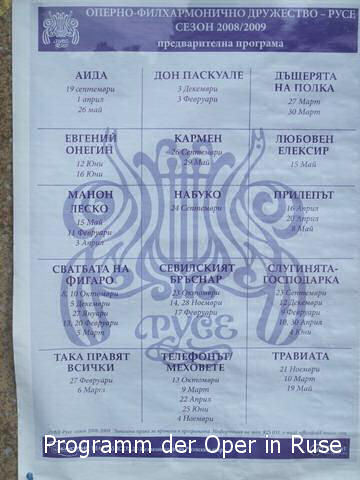 ОПЕРНО-ФИЛХАРМОНИЧНО ДРУЖЕСТВО – РУСЕ
СЕЗОН 2008/2009
предварителна програма
АИДА
19 септември
1 април
26 май
ДОН ПАСКУАЛЕ
3 Декември
3 Февруари
ДЪЩЕРЯТА
НА ПОЛКА
27 Март
30 Март
ЕВГЕНИЙ
ОНЕГИН
12 Юни
16 Юни
КАРМЕН
26 Септември
29 Май
ЛЮБОВЕН
ЕЛЕКСИР
15 Май
МАНОН
ЛЕСКО
15 Май
11 Февруари
3 Април
НАБУКО
24 Септември
ПРИЛЕПЪТ
16 Април
20 Април
8 Май
СВАТБАТА НА
ФИГАРО
8, 10 Октомври
5 Декември
27 Януари
13, 20 Февруари
5 Март
СЕВИЛСКИЯТ
БРЪСНАР
23 Октомври
14, 28 Ноември
17 Февруари
СЛУГИНЯТА-
ГОСПОДАРКА
23 Септември
12 Декември
9 Февруари
10, 30 Април
4 Юни
РУСЕ
ТАКА ПРАВЯТ
ВСИЧКИ
27 Февруари
6 Март
ТЕЛЕФОНЪТ/
МЕХОВЕТЕ
13 Октомври
9 Март
22 Април
25 Юни
4 Ноември
ТРАВИАТА
21 Ноември
10 Март
19 Май
Programm der Oper in Ruse